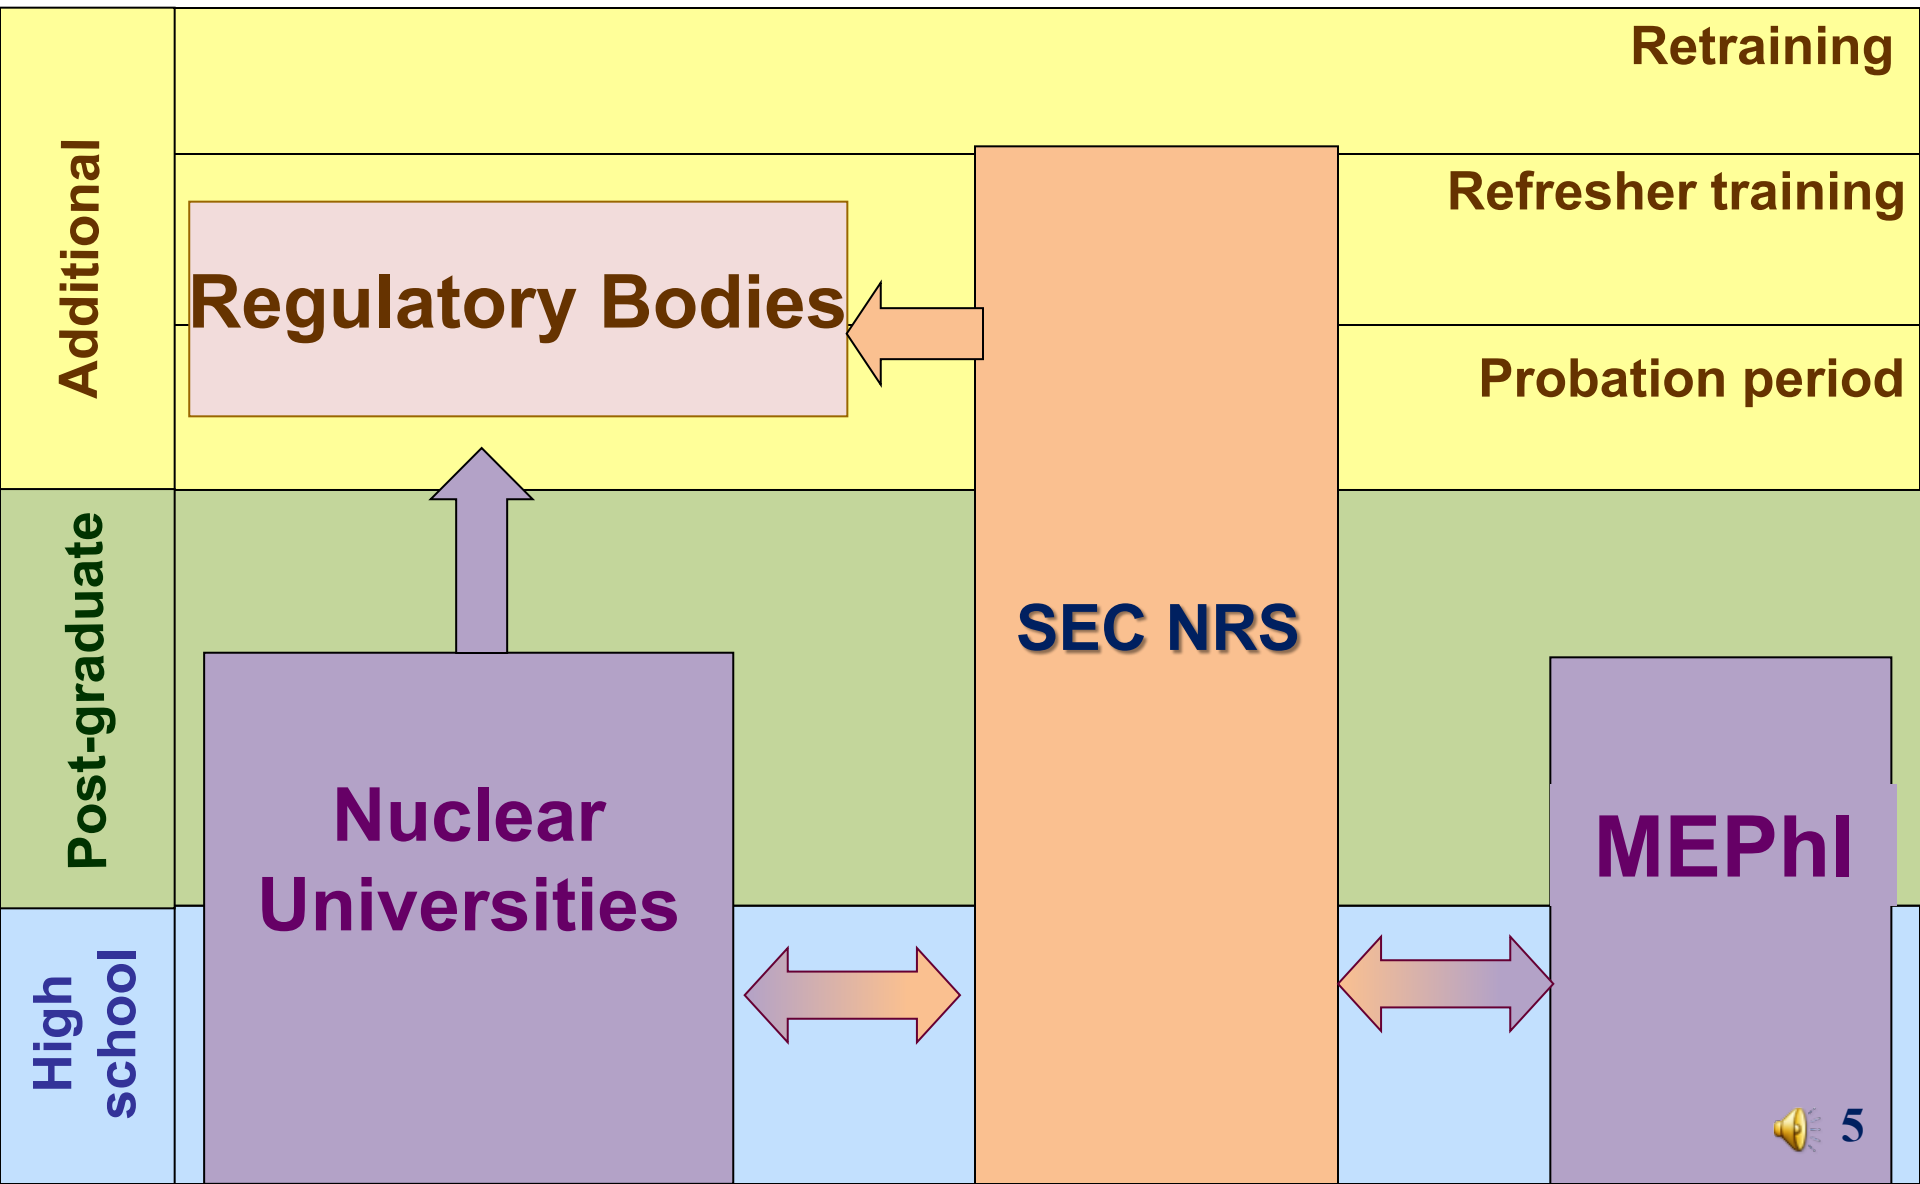 Retraining
Additional
Refresher training
Regulatory Bodies
Probation period
Post-graduate
SEC NRS
Nuclear
Universities
MEPhI
High
school
5